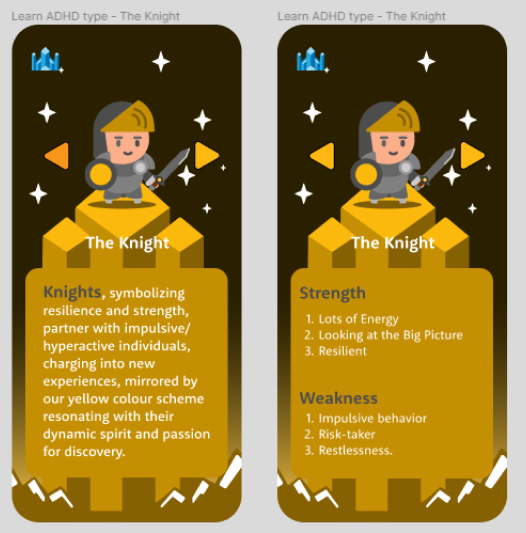 Learn ADHD type - The Knight
The Knight
Knights, symbolizing
resilience and strength,
partner with impulsive/
hyperactive individuals,
charging into new
experiences, mirrored by
our yellow colour scheme
resonating with their
dynamic spirit and passion
for discovery.
Learn ADHD type - The Knight
The Knight
Strength
1. Lots of Energy
2. Looking at the Big Picture
3. Resilient
Weakness
1. Impulsive behavior
2. Risk-taker
3. Restlessness.